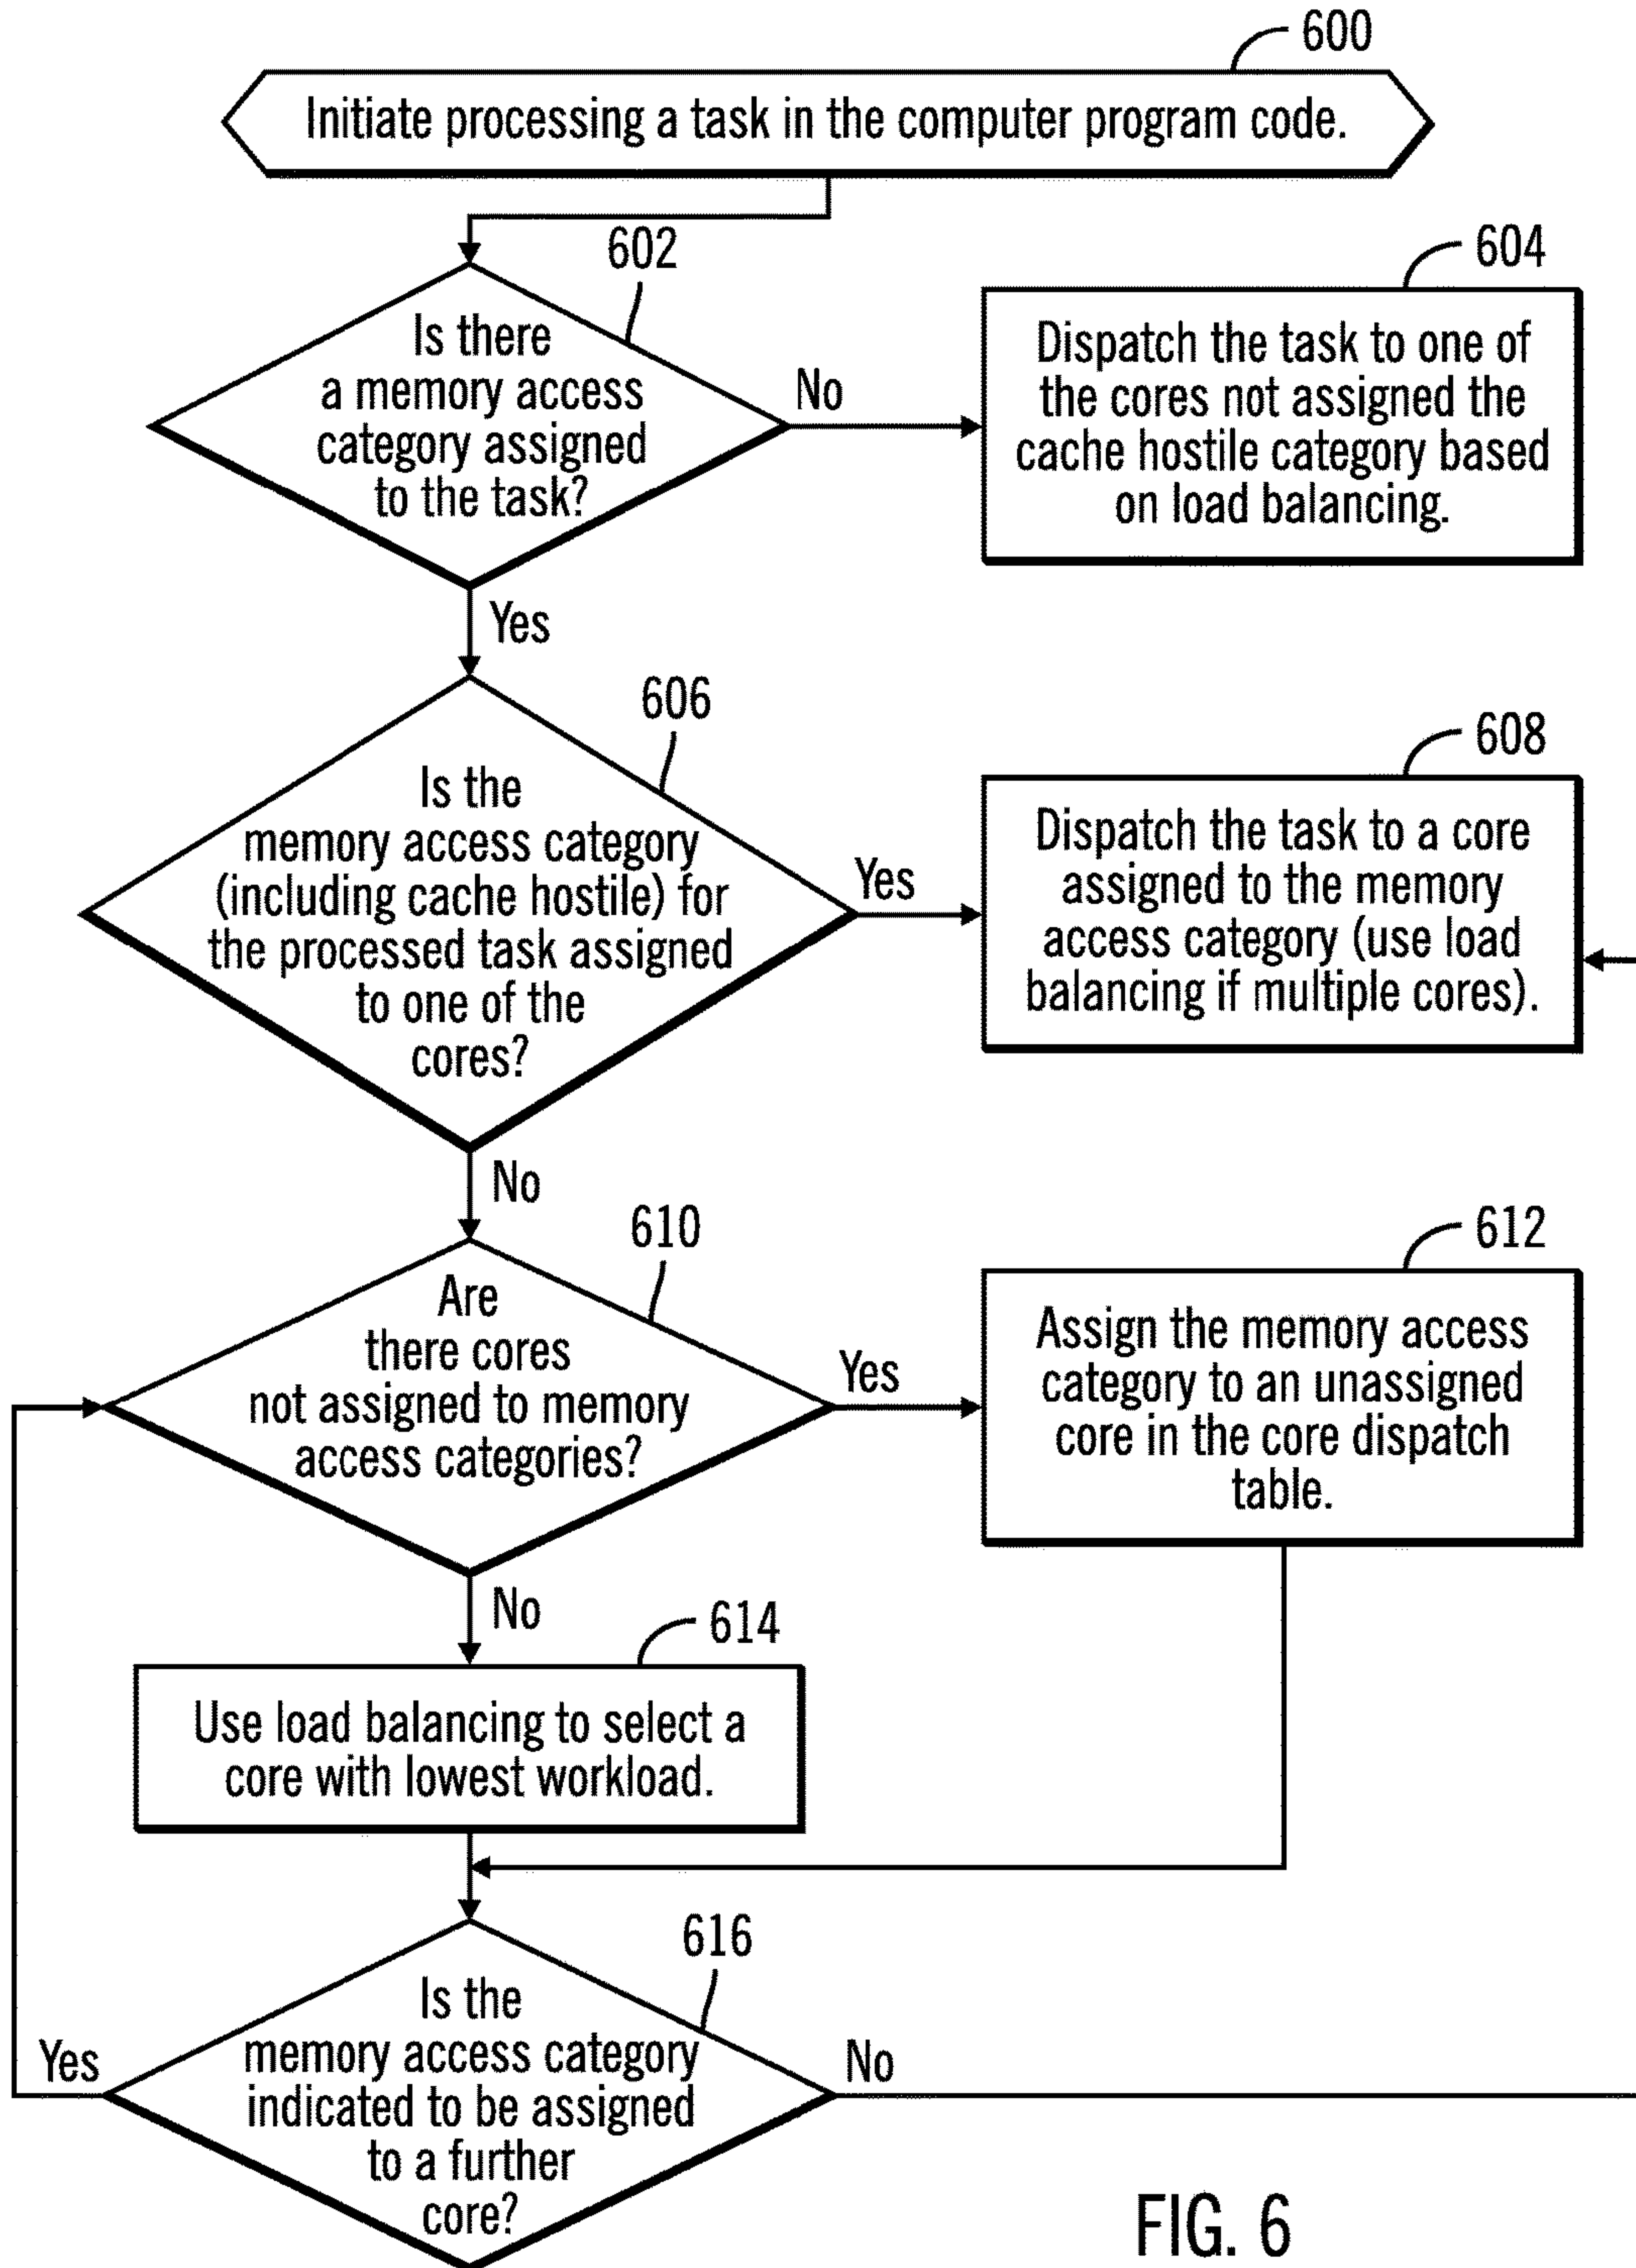 600
Initiate processing a task in the computer program code.
602
Is there
a memory access
category assigned
to the task?
No
Yes
604
Dispatch the task to one of
the cores not assigned the
cache hostile category based
on load balancing.
606
Is the
memory access category
(including cache hostile) for
the processed task assigned
to one of the
cores?
Yes
No
608
Dispatch the task to a core
assigned to the memory
access category (use load
balancing if multiple cores).
610
Are
there cores
not assigned to memory
access categories?
Yes
No
612
Assign the memory access
category to an unassigned
core in the core dispatch
table.
614
Use load balancing to select a
core with lowest workload.
616
Is the
memory access category
indicated to be assigned
to a further
core?
Yes
No
FIG. 6